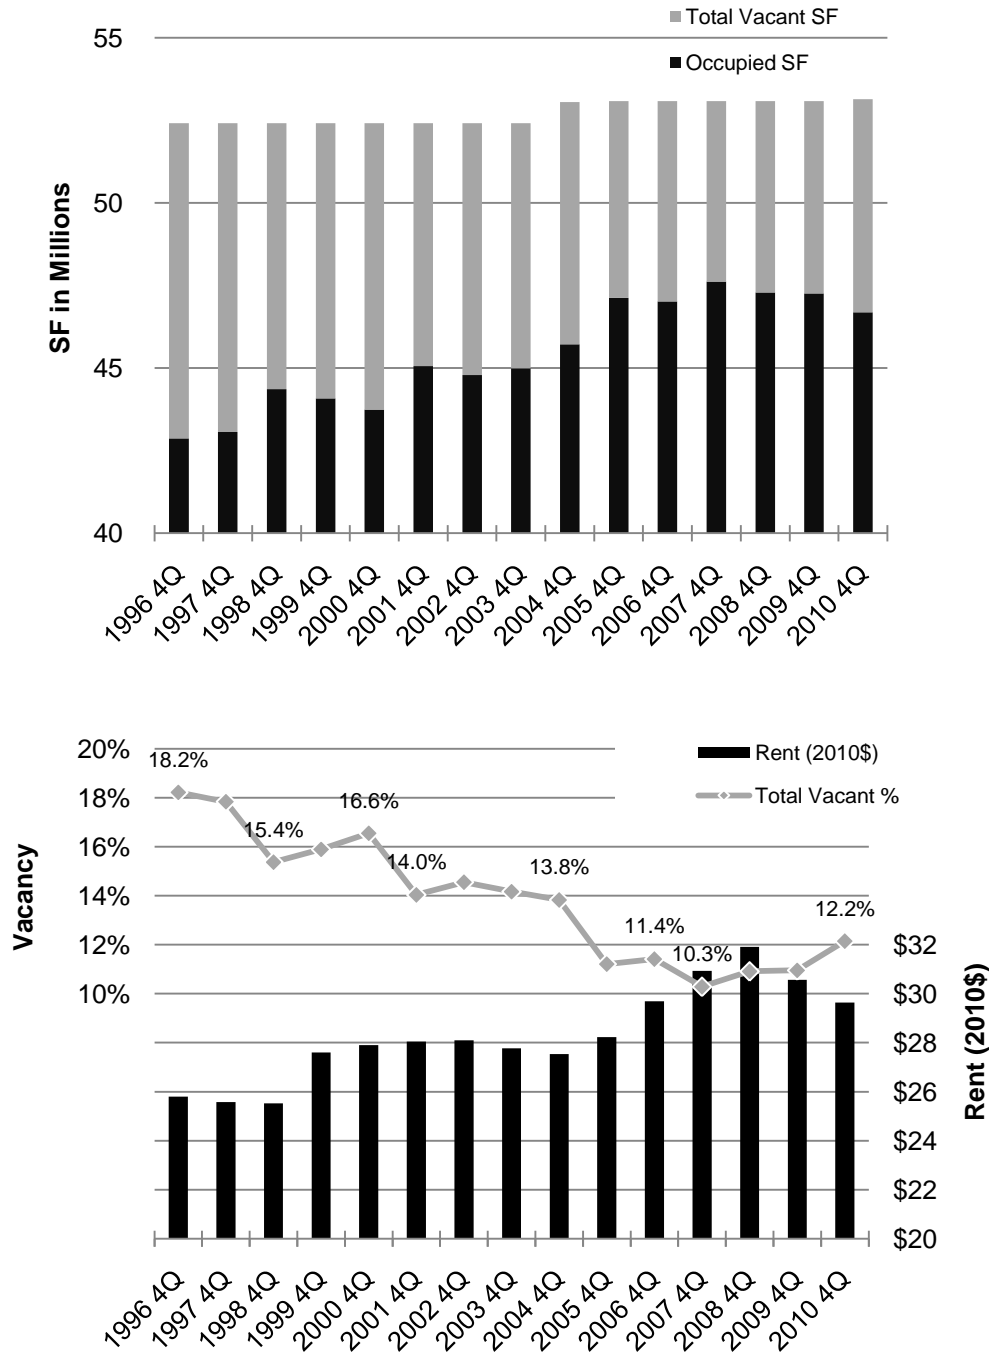 Total Vacant SF
Occupied SF
55
50
45
40
SF in Millions
1996 4Q
1997 4Q
1998 4Q
1999 4Q
2000 4Q
2001 4Q
2002 4Q
2003 4Q
2004 4Q
2005 4Q
2006 4Q
2007 4Q
2008 4Q
2009 4Q
2010 4Q
20%
18%
16%
14%
12%
10%
Vacancy
Rent (2010$)
Total Vacant %
18.2%
15.4%
16.6%
14.0%
13.8%
11.4%
10.3%
12.2%
$32
$30
$28
$26
$24
$22
$20
Rent (2010$)
1996 4Q
1997 4Q
1998 4Q
1999 4Q
2000 4Q
2001 4Q
2002 4Q
2003 4Q
2004 4Q
2005 4Q
2006 4Q
2007 4Q
2008 4Q
2009 4Q
2010 4Q